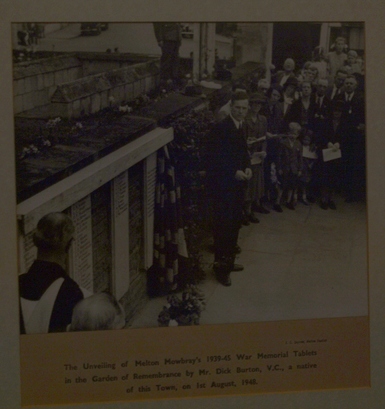 The Unveiling of Melton Mowbray's 1939-45 War Memorial Tablets
in the Garden of Remembrance by Mr. Dick Burton, V.C., a native
of this Town, on 1st August, 1948.